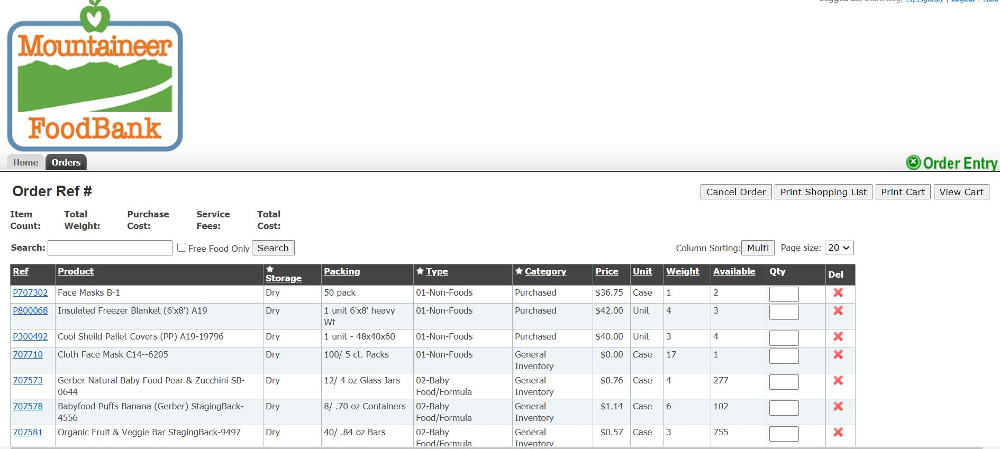 Logged as: sharoncog| My Agency | Logout | Help
Mountaineer
FoodBank
Home Orders
Order Entry
Order Ref #
Cancel Order Print Shopping List Print Cart View Cart
Item Total Purchase Service Total
Count: Weight: Cost: Fees: Cost:
Search: Free Food Only Search Column Sorting: Multi Page size: 20
Ref Product Storage Packing Type Category Price Unit Weight Available Qty Del
P707302 Face Masks B-1 Dry 50 pack 01-Non-Foods Purchased $36.75 Case 1 2
P800068 Insulated Freezer Blanket (6'x8') A19 Dry 1 unit 6'x8' heavy 01-Non-Foods Purchased $42.00 Unit 4 3
Wt
P300492 Cool Sheild Pallet Covers (PP) A19-19796 Dry 1 unit - 48x40x60 01-Non-Foods Purchased $40.00 Unit 3 4
707710 Cloth Face Mask C14--6205 Dry 100/ 5 ct. Packs 01-Non-Foods General $0.00 Case 17 1
Inventory
707573 Gerber Natural Baby Food Pear & Zucchini SB- Dry 12/ 4 oz Glass Jars 02-Baby General $0.76 Case 4 277
0644 Food/Formula Inventory
707578 Babyfood Puffs Banana (Gerber) StagingBack- Dry 8/ .70 oz Containers 02-Baby General $1.14 Case 6 102
4556 Food/Formula Inventory
707581 Organic Fruit & Veggie Bar StagingBack-9497 Dry 40/ .84 oz Bars 02-Baby General $0.57 Case 3 755
Food/Formula Inventory